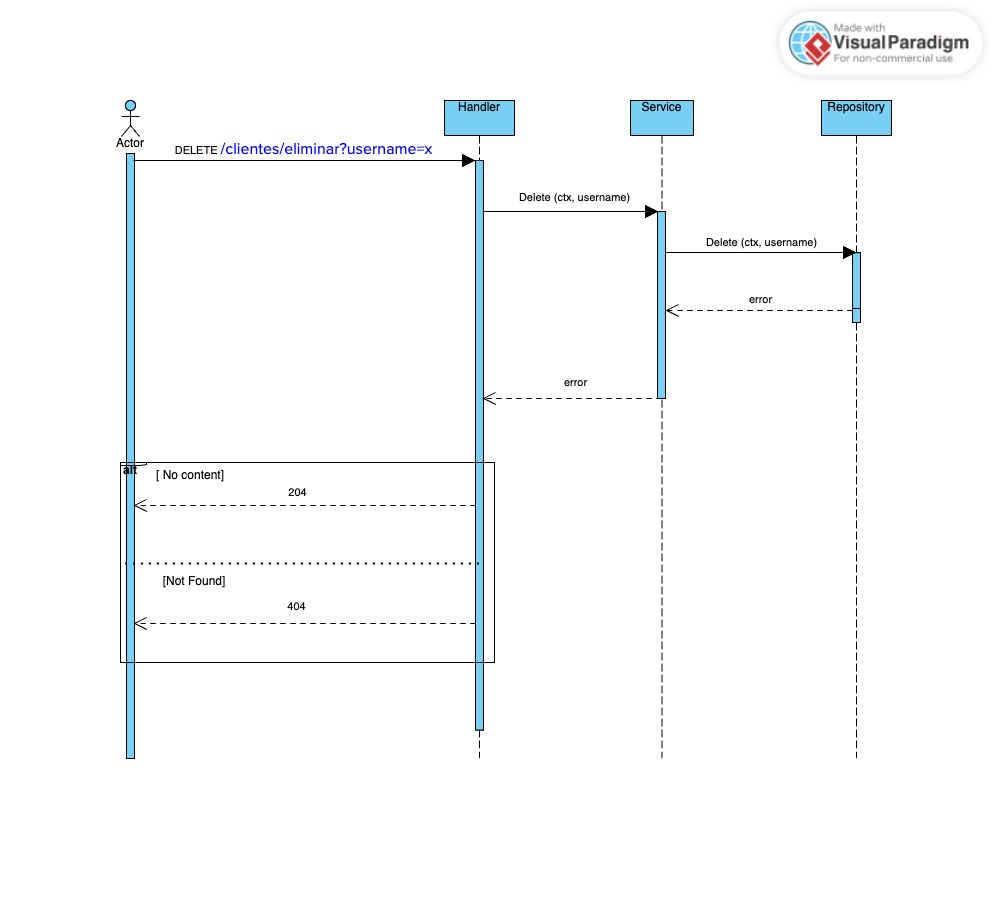 Made with
Visual Paradigm
For non-commercial use
Actor
Handler
Service
Repository
DELETE /clientes/eliminar?username=x
Delete (ctx, username)
Delete (ctx, username)
error
error
alt
[ No content]
204
[Not Found]
404